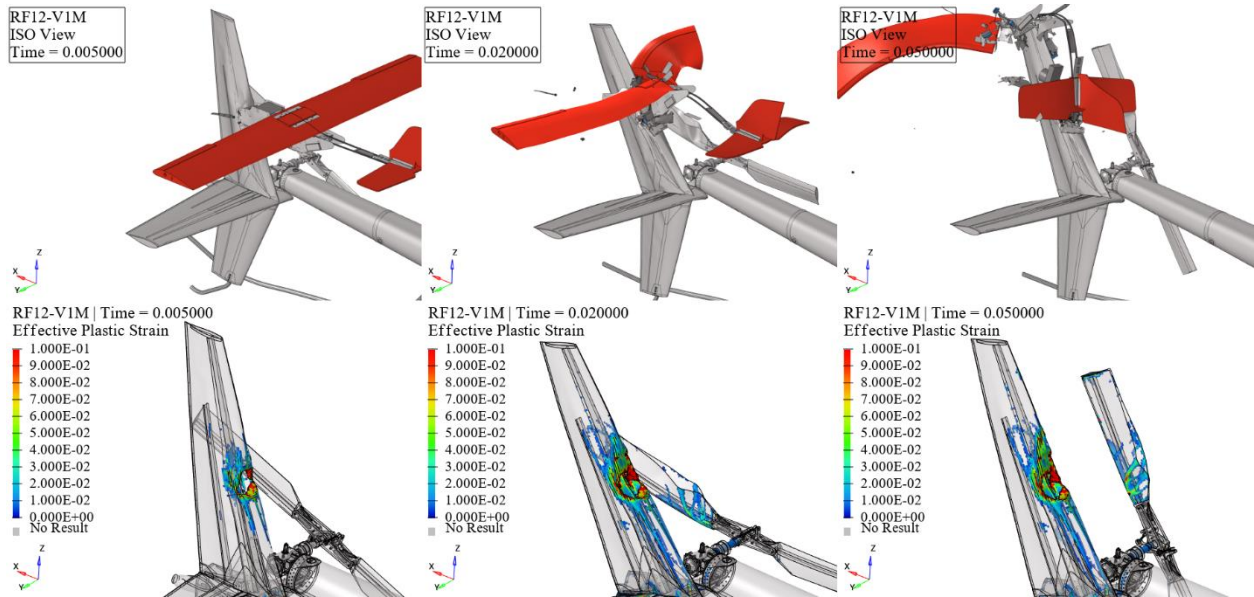 RF12-V1M
ISO View
Time = 0.005000
X
Y
Z
RF12-V1M
ISO View
Time = 0.020000
X
Y
Z
RF12-V1M
ISO View
Time = 0.050000
X
Y
Z
RF12-V1M | Time = 0.005000
Effective Plastic Strain
1.000E-01
9.000E-02
8.000E-02
7.000E-02
6.000E-02
5.000E-02
4.000E-02
3.000E-02
2.000E-02
1.000E-02
0.000E+00
No Result
X
Y
Z
RF12-V1M | Time = 0.020000
Effective Plastic Strain
1.000E-01
9.000E-02
8.000E-02
7.000E-02
6.000E-02
5.000E-02
4.000E-02
3.000E-02
2.000E-02
1.000E-02
0.000E+00
No Result
X
Y
Z
RF12-V1M | Time = 0.050000
Effective Plastic Strain
1.000E-01
9.000E-02
8.000E-02
7.000E-02
6.000E-02
5.000E-02
4.000E-02
3.000E-02
2.000E-02
1.000E-02
0.000E+00
No Result
X
Y
Z